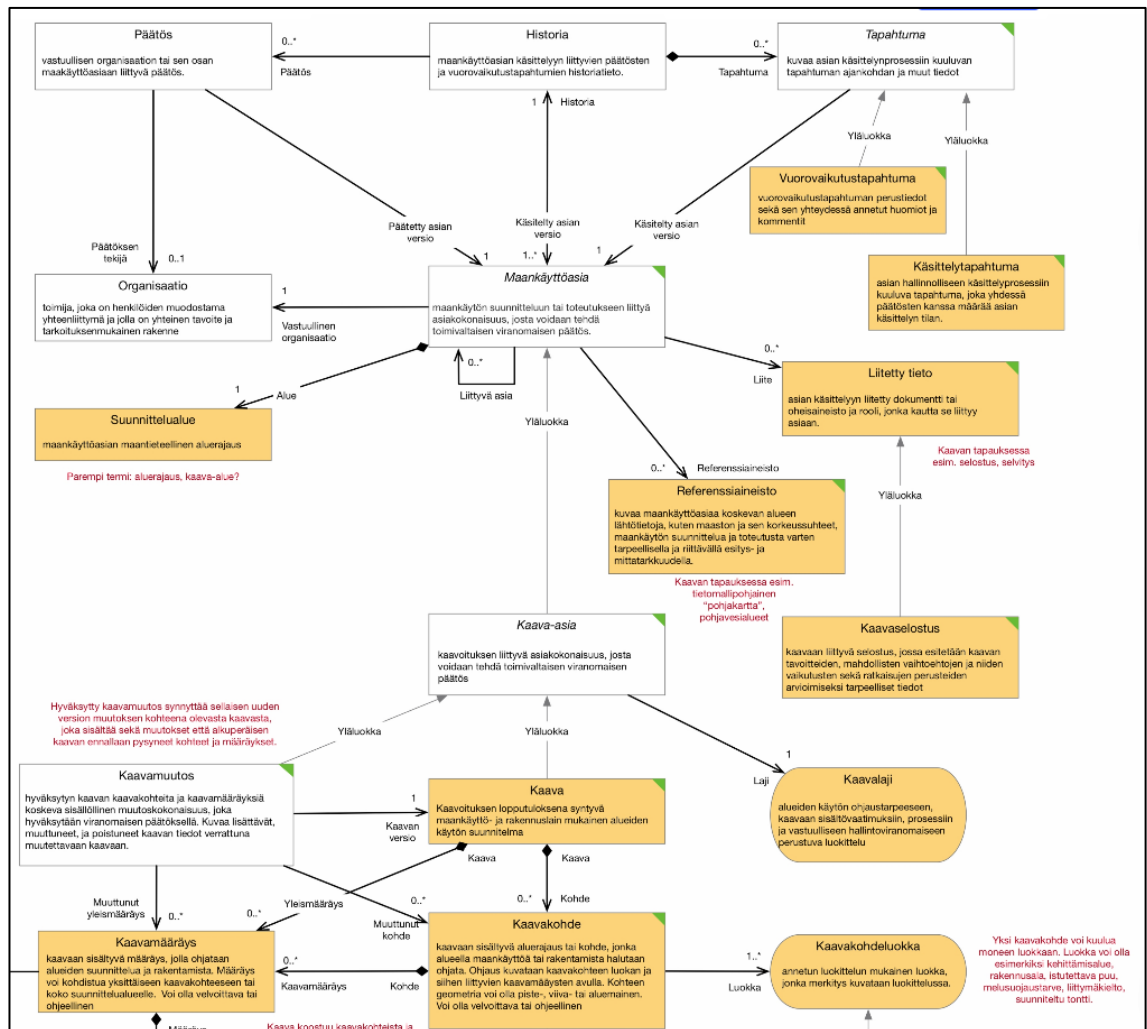 Päätös
vastuullisen organisaation tai sen osan
maakäyttöasiaan liittyvä päätös.
0..*
Päätös
Historia
maankäyttöasian käsittelyyn liittyvien päätösten
ja vuorovaikutustapahtumien historiatieto.
0..*
Tapahtuma
Tapahtuma
kuvaa asian käsittelynprosessiin kuuluvan
tapahtuman ajankohdan ja muut tiedot
1
Historia
Yläluokka
Yläluokka
Vuorovaikutustapahtuma
vuorovaikutustapahtuman perustiedot
sekä sen yhteydessä annetut huomiot ja
kommentit
Päätöksen
tekijä
0..1
Päätetty asian
versio
1
Käsitelty asian
versio
1..*
Käsitelty asian
versio
1
Käsittelytapahtuma
asian hallinnolliseen käsittelyprosessiin
kuuluva tapahtuma, joka yhdessä
päätösten kanssa määrää asian
käsittelyn tilan.
Organisaatio
toimija, joka on henkilöiden muodostama
yhteenliittymä ja jolla on yhteinen tavoite ja
tarkoituksenmukainen rakenne
1
Vastuullinen
organisaatio
Maankäyttöasia
maankäytön suunnitteluun tai toteutukseen liittyä
asiakokonaisuus, josta voidaan tehdä
toimivaltaisen viranomaisen päätös.
0..*
Liittyvä asia
0..*
Liite
Liitetty tieto
asian käsittelyyn liitetty dokumentti tai
oheisaineisto ja rooli, jonka kautta se liittyy
asiaan.
1
Alue
Suunnittelualue
maankäyttöasian maantieteellinen aluerajaus
Parempi termi: aluerajaus, kaava-alue?
Yläluokka
Kaavan tapauksessa
esim. selostus, selvitys
0..*
Referenssiaineisto
Referenssiaineisto
kuvaa maankäyttöasiaa koskevan alueen
lähtötietoja, kuten maaston ja sen korkeussuhteet,
maankäytön suunnittelua ja toteutusta varten
tarpeellisella ja riittävällä esitys- ja
mittatarkkuudella.
Yläluokka
Kaavan tapauksessa esim.
tietomallipohjainen
"pohjakartta",
pohjavesialueet
Kaava-asia
kaavoituksen liittyvä asiakokonaisuus, josta
voidaan tehdä toimivaltaisen viranomaisen
päätös
Kaavaselostus
kaavaan liittyvä selostus, jossa esitetään kaavan
tavoitteiden, mahdollisten vaihtoehtojen ja niiden
vaikutusten sekä ratkaisujen perusteiden
arvioimiseksi tarpeelliset tiedot
Hyväksytty kaavamuutos synnyttää sellaisen uuden
version muutoksen kohteena olevasta kaavasta,
joka sisältää sekä muutokset että alkuperäisen
kaavan ennallaan pysyneet kohteet ja määräykset.
Yläluokka
Yläluokka
1
Laji
Kaavamuutos
hyväksytyn kaavan kaavakohteita ja kaavamääräyksiä
koskeva sisällöllinen muutoskokonaisuus, joka
hyväksytään viranomaisen päätöksellä. Kuvaa lisättävät,
muuttuneet, ja poistuneet kaavan tiedot verrattuna
muutettavaan kaavaan.
1
Kaavan
versio
Kaava
Kaavoituksen lopputuloksena syntyvä
maankäyttö- ja rakennuslain mukainen alueiden
käytön suunnitelma
Kaavalaji
alueiden käytön ohjaustarpeeseen,
kaavaan sisältövaatimuksiin, prosessiin
ja vastuulliseen hallintoviranomaiseen
perustuva luokittelu
Kaava
Kaava
Muuttunut
yleismääräys
0..*
Yleismääräys
0..*
Muuttunut
kohde
0..*
Kohde
0..*
Kaavamääräys
kaavaan sisältyvä määräys, jolla ohjataan
alueiden suunnittelua ja rakentamista. Määräys
voi kohdistua yksittäiseen kaavakohteeseen tai
koko suunnittelualueelle. Voi olla velvoittava tai
ohjeellinen
0..*
Kaavamääräys
Kohde
Kaavakohde
kaavaan sisältyvä aluerajaus tai kohde, jonka
alueella maankäyttöä tai rakentamista halutaan
ohjata. Ohjaus kuvataan kaavakohteen luokan ja
siihen liittyvien kaavamääysten avulla. Kohteen
geometria voi olla piste-, viiva- tai aluemainen.
Voi olla velvoittava tai ohjeellinen
1..*
Luokka
Kaavakohdeluokka
annetun luokittelun mukainen luokka,
jonka merkitys kuvataan luokittelussa.
Yksi kaavakohde voi kuulua
moneen luokkaan. Luokka voi olla
esimerkiksi kehittämisalue,
rakennusala, istutettava puu,
melusuojaustarve, liittymäkielto,
suunniteltu tontti.
Määräys
Kaava koostuu kaavakohteista ja